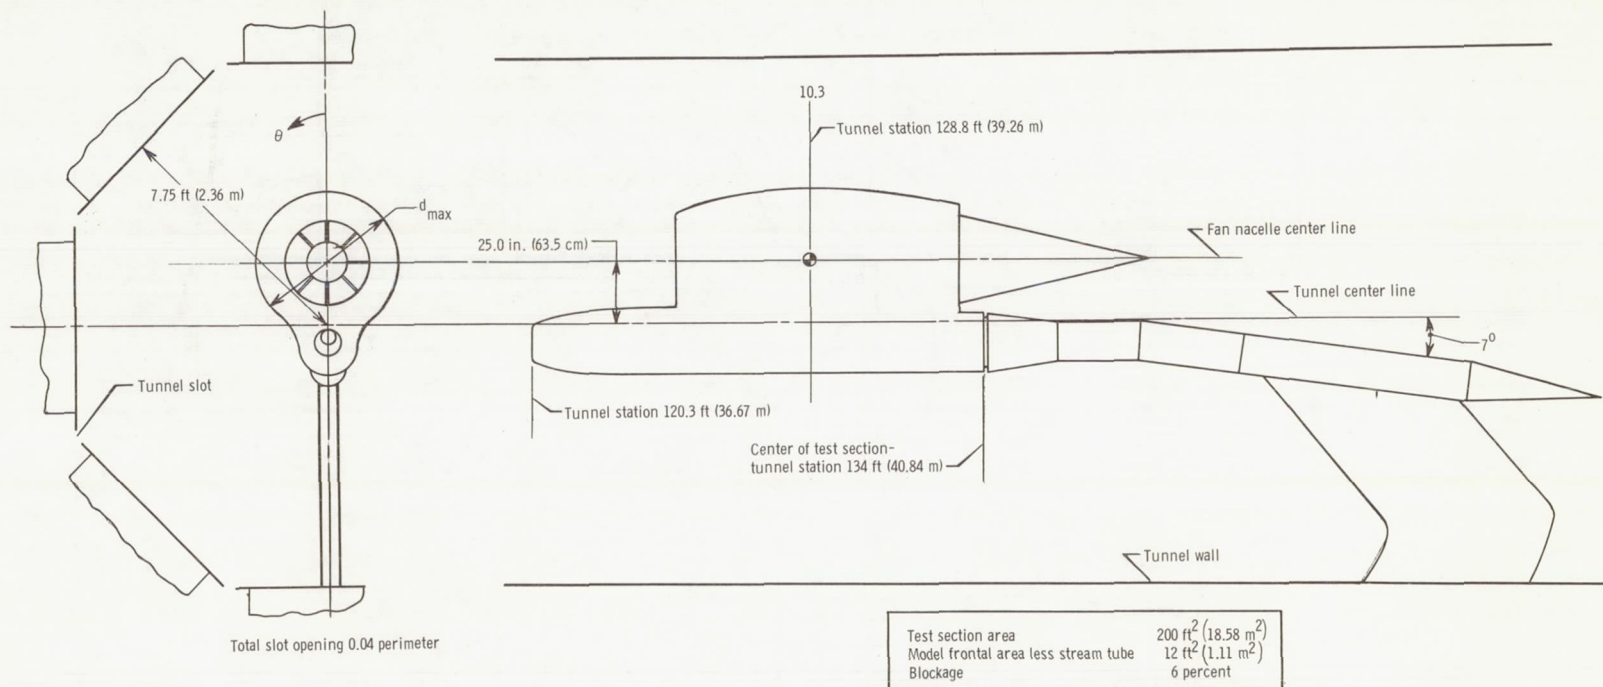 10.3
Tunnel station 128.8 ft (39.26 m)
θ
7.75 ft (2.36 m)
d max
25.0 in. (63.5 cm)
Fan nacelle center line
Tunnel center line
7°
Tunnel slot
Tunnel station 120.3 ft (36.67 m)
Center of test section-
tunnel station 134 ft (40.84 m)
Tunnel wall
Total slot opening 0.04 perimeter
Test section area 200 ft² (18.58 m²)
Model frontal area less stream tube 12 ft² (1.11 m²)
Blockage 6 percent